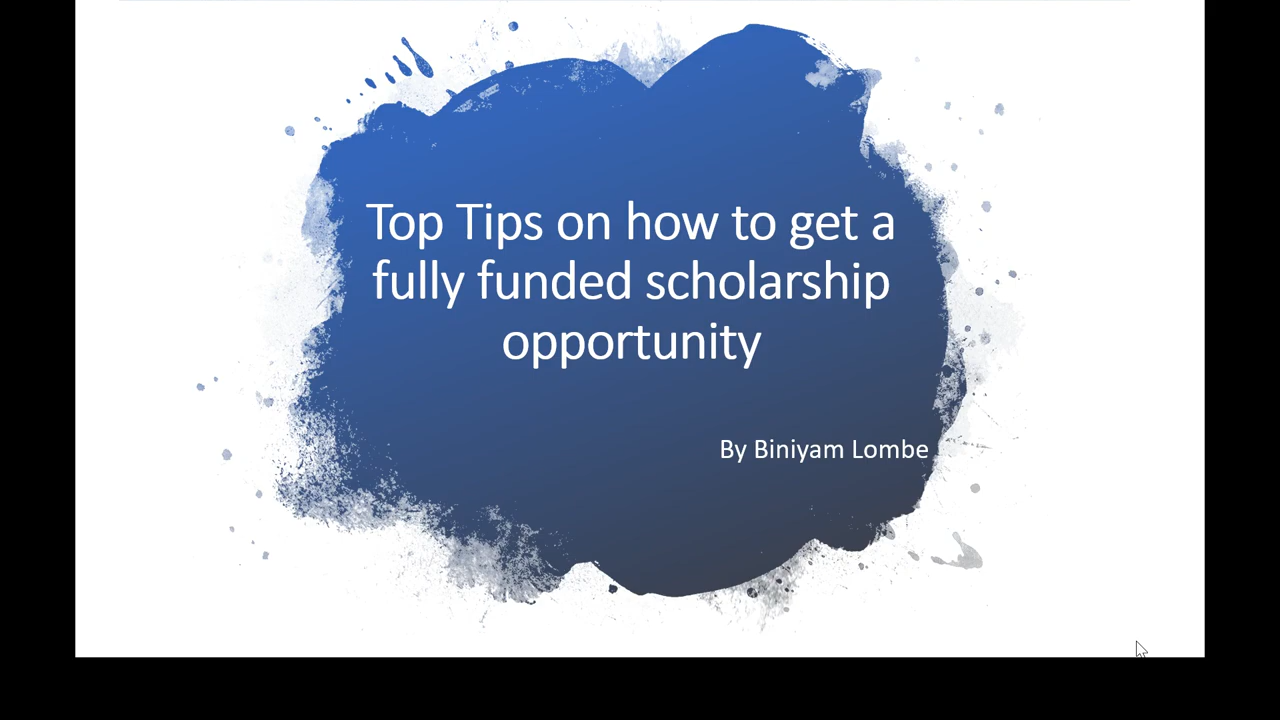 Top Tips on how to get a
fully funded scholarship
opportunity
By Biniyam Lombe